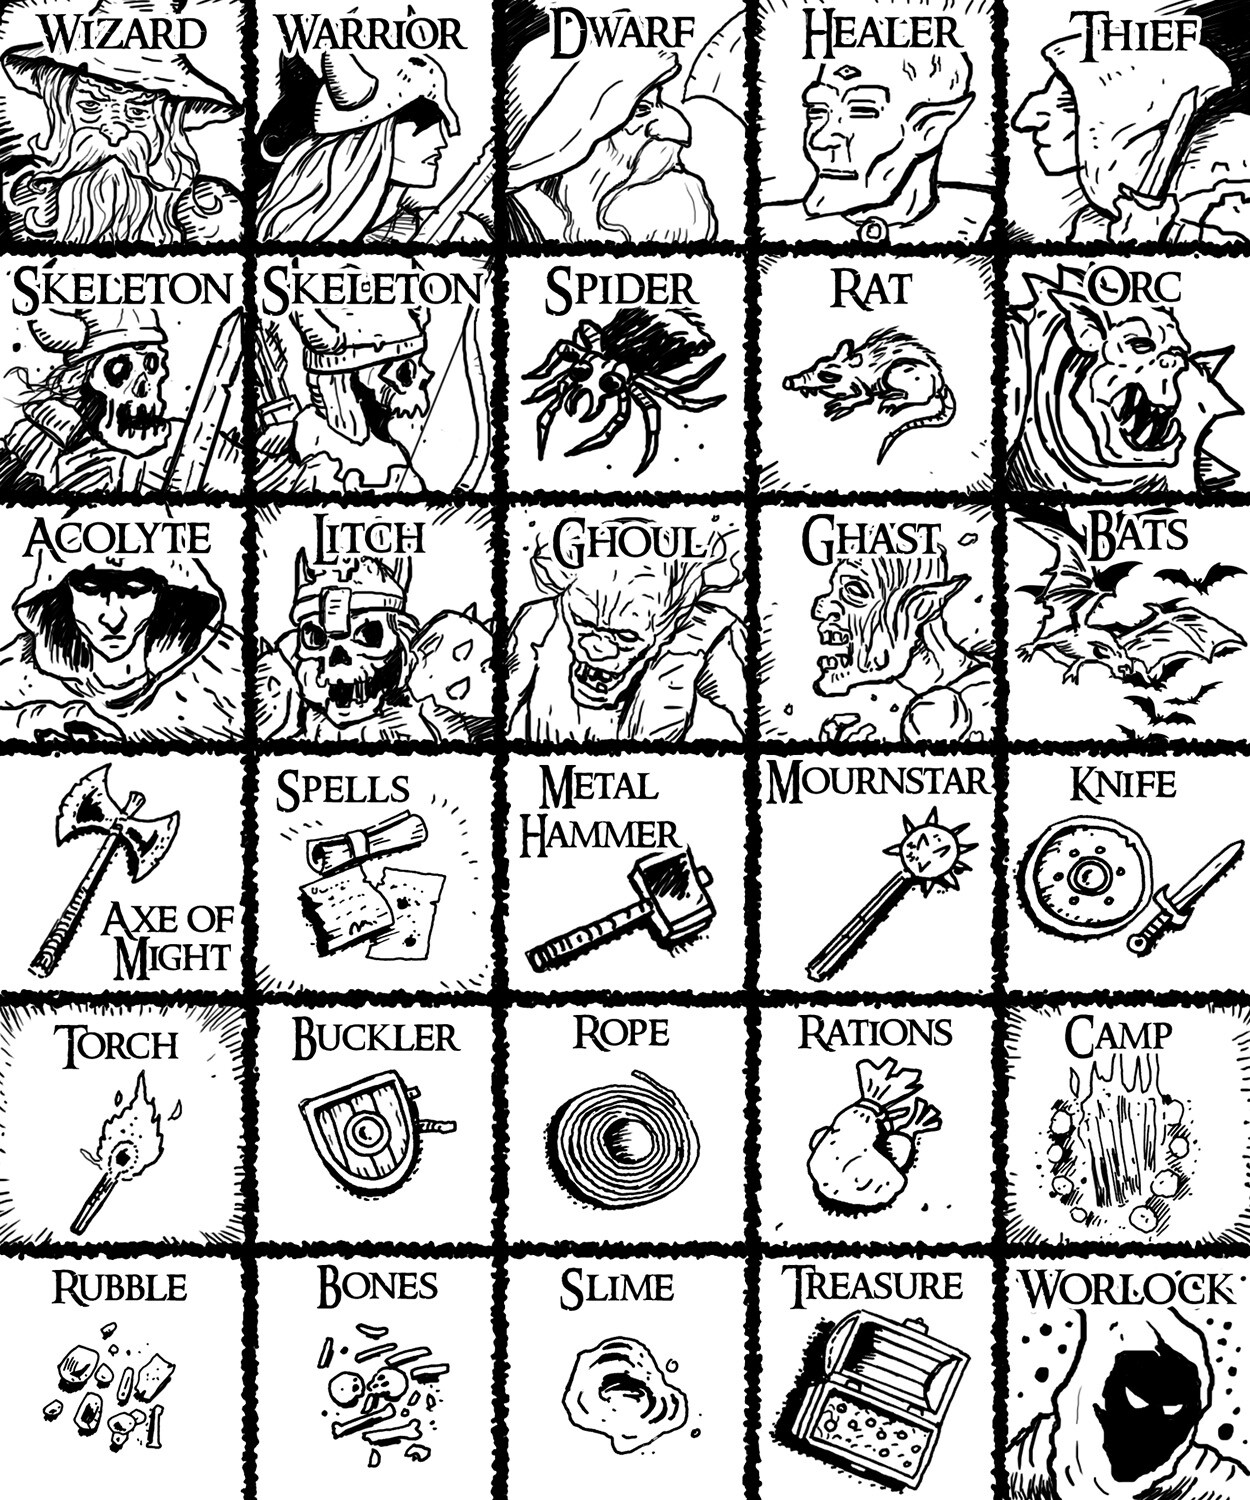 WIZARD
WARRIOR
DWARF
HEALER
THIEF
SKELETON
SKELETON
SPIDER
RAT
ORC
ACOLYTE
LITCH
GHOUL
GHAST
BATS
AXE OF
MIGHT
SPELLS
METAL
HAMMER
MOURNSTAR
KNIFE
TORCH
BUCKLER
ROPE
RATIONS
CAMP
RUBBLE
BONES
SLIME
TREASURE
WORLOCK